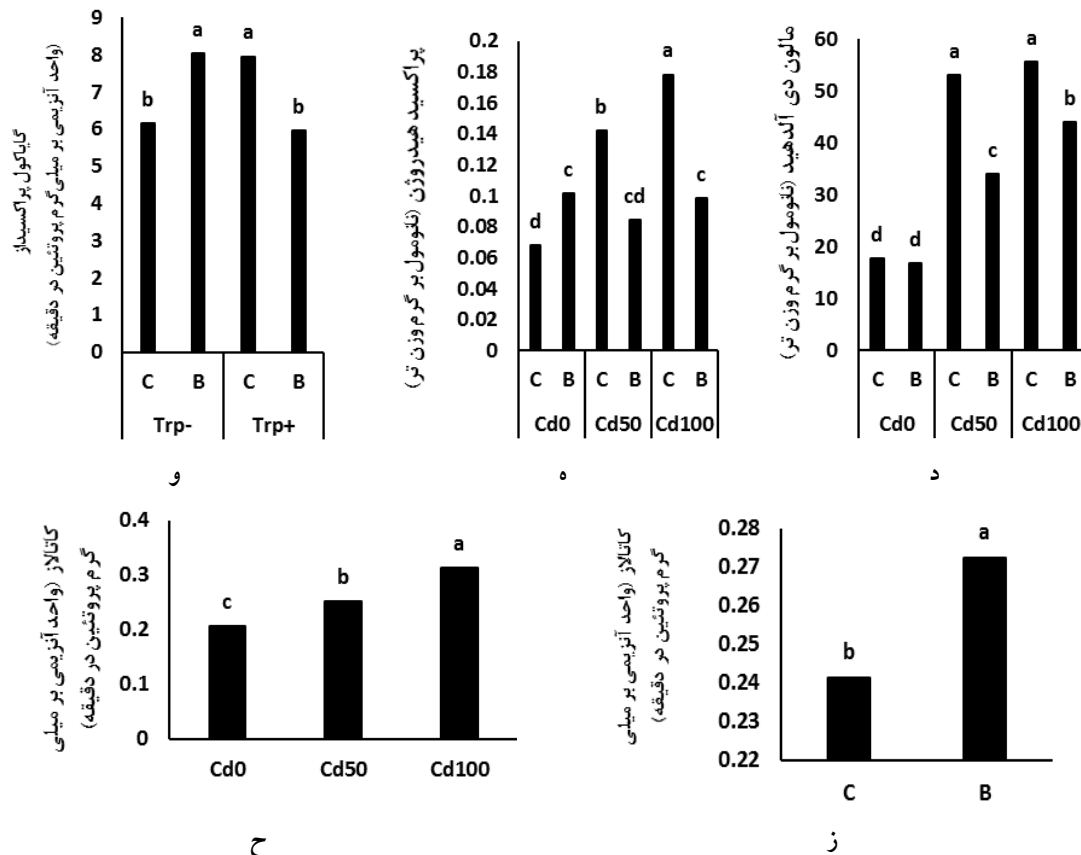 گایاکول پراکسیداز
(واحد آنزیمی بر میلی‌گرم پروتئین در دقیقه)
9
8
7
6
5
4
3
2
1
0
b
a
a
b
C B C B
Trp- Trp+
و
پراکسید هیدروژن (نانومول بر گرم وزن تر)
0.2
0.18
0.16
0.14
0.12
0.1
0.08
0.06
0.04
0.02
0
d
c
b
cd
a
c
C B C B C B
Cd0 Cd50 Cd100
ه
مالون دی آلدهید (نانومول بر گرم وزن تر)
60
50
40
30
20
10
0
d
d
a
c
a
b
C B C B C B
Cd0 Cd50 Cd100
د
کاتالاز (واحد آنزیمی بر میلی
گرم پروتئین در دقیقه)
0.4
0.3
0.2
0.1
0
c
b
a
Cd0 Cd50 Cd100
ح
کاتالاز (واحد آنزیمی بر میلی
گرم پروتئین در دقیقه)
0.28
0.27
0.26
0.25
0.24
0.23
0.22
b
a
C B
ز